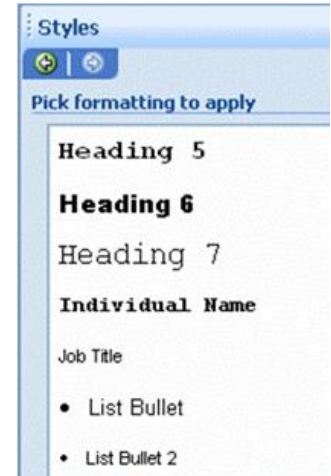 Styles
Pick formatting to apply
Heading 5
Heading 6
Heading 7
Individual Name
Job Title
• List Bullet
• List Bullet 2